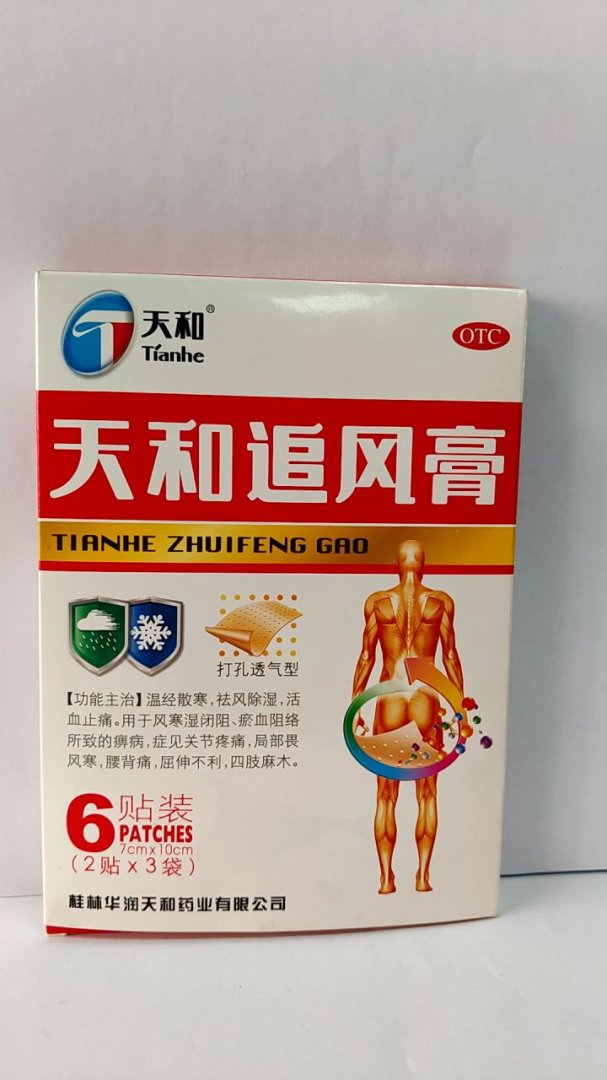 天和®
Tianhe
OTC
天和追风膏
TIANHE ZHUIFENG GAO
打孔透气型
【功能主治】温经散寒，祛风除湿，活
血止痛。用于风寒湿闭阻、瘀血阻络
所致的痹病，症见关节疼痛，局部畏
风寒，腰背痛，屈伸不利，四肢麻木。
6贴装
PATCHES
7cmx10cm
(2贴x3袋)
桂林华润天和药业有限公司